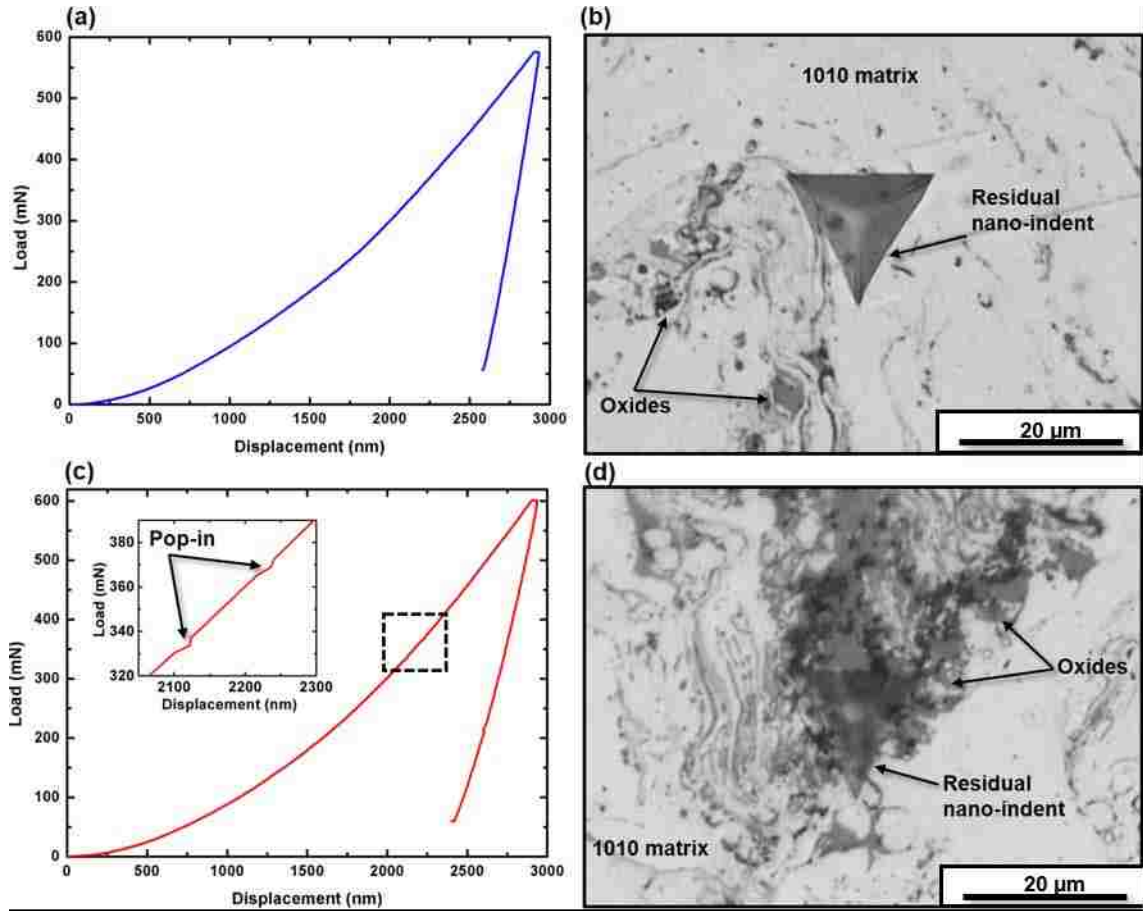 (a)
600
500
400
300
200
100
0
Load (mN)
0 500 1000 1500 2000 2500 3000
Displacement (nm)
(b)
1010 matrix
Residual
nano-indent
Oxides
20 µm
(c)
600
500
400
300
200
100
0
Load (mN)
0 500 1000 1500 2000 2500 3000
Displacement (nm)
Pop-in
380
360
340
320
Load (mN)
2100 2200 2300
Displacement (nm)
(d)
Oxides
Residual
nano-indent
1010 matrix
20 µm